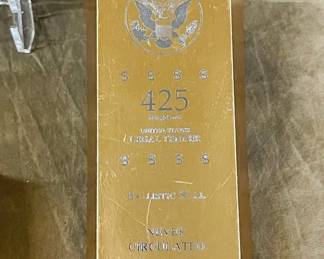 $ $ $ $
425
UNITED STATES
LEGAL TENDER
$ $ $ $
NEVER
CIRCULATED